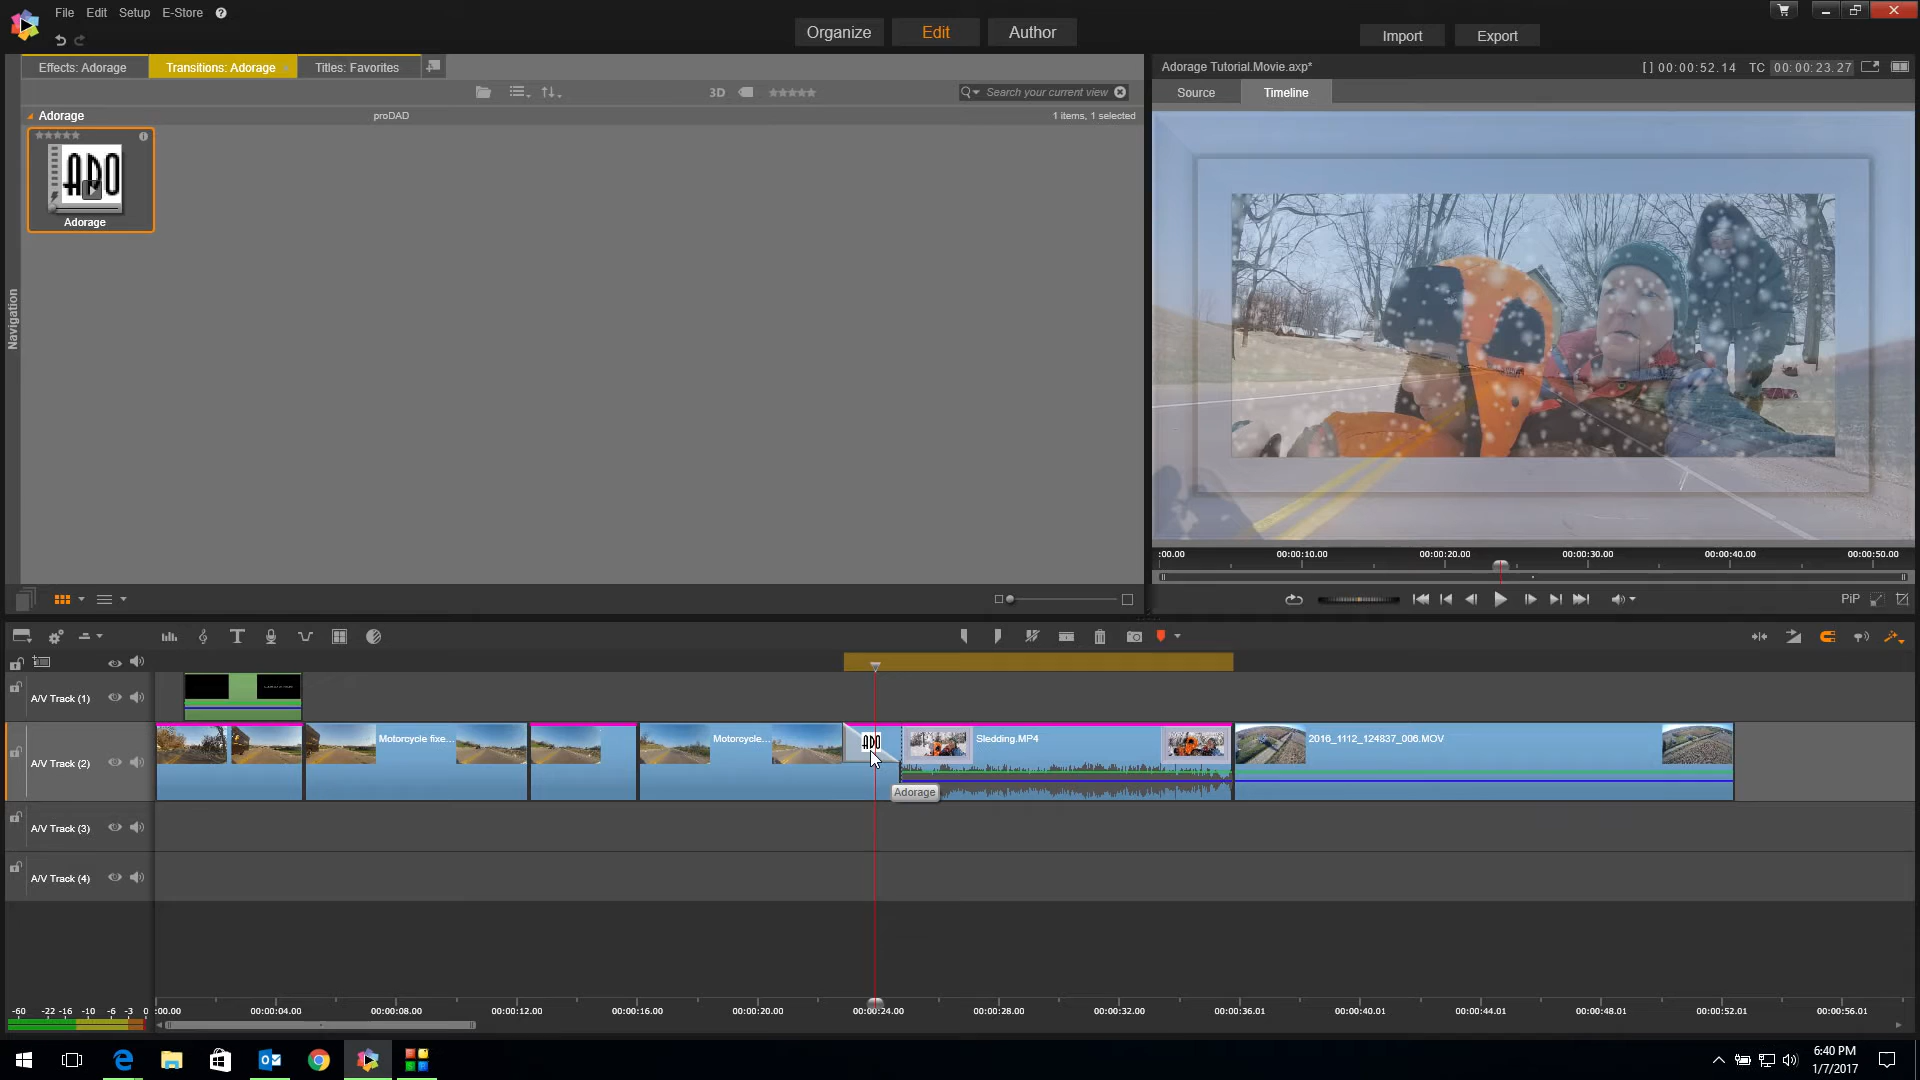 File Edit Setup E-Store ?
Organize Edit Author
Import Export
Effects: Adorage Transitions: Adorage Titles: Favorites
Adorage Tutorial.Movie.axp*
[ ] 00:00:52.14 TC 00:00:23.27
Source Timeline
3D
Search your current view
Adorage
proDAD
1 items, 1 selected
ADO
Adorage
Navigation
:00.00 00:00:10.00 00:00:20.00 00:00:30.00 00:00:40.00 00:00:50.00
PiP
A/V Track (1)
A/V Track (2)
Motorcycle fixe...
Motorcycle...
ADO
Sledding.MP4
2016_1112_124837_006.MOV
Adorage
A/V Track (3)
A/V Track (4)
-60 -22 -16 -10 -6 -3 0
:00.00 00:00:04.00 00:00:08.00 00:00:12.00 00:00:16.00 00:00:20.00 00:00:24.00 00:00:28.00 00:00:32.00 00:00:36.01 00:00:40.01 00:00:44.01 00:00:48.01 00:00:52.01 00:00:56.01
6:40 PM
1/7/2017